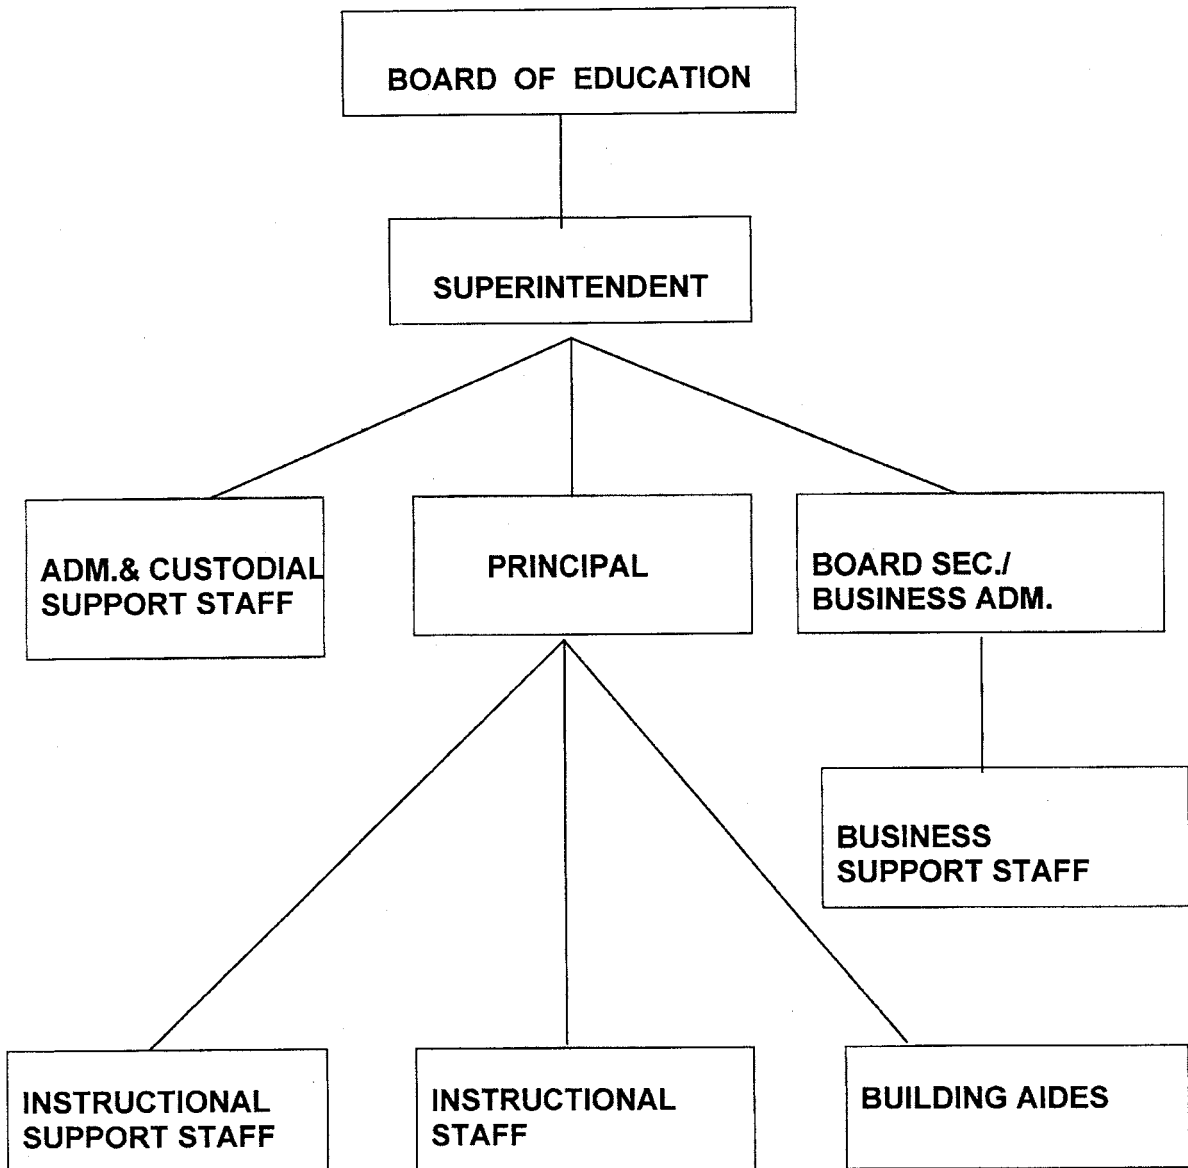 BOARD OF EDUCATION
SUPERINTENDENT
ADM.& CUSTODIAL
SUPPORT STAFF
PRINCIPAL
BOARD SEC./
BUSINESS ADM.
BUSINESS
SUPPORT STAFF
INSTRUCTIONAL
SUPPORT STAFF
INSTRUCTIONAL
STAFF
BUILDING AIDES